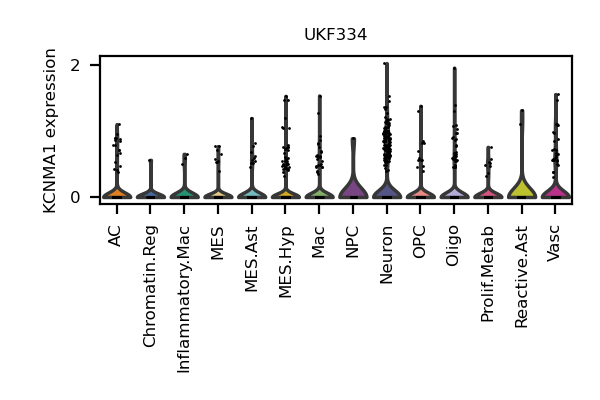 UKF334
KCNMA1 expression
2
0
AC
Chromatin.Reg
Inflammatory.Mac
MES
MES.Ast
MES.Hyp
Mac
NPC
Neuron
OPC
Oligo
Prolif.Metab
Reactive.Ast
Vasc